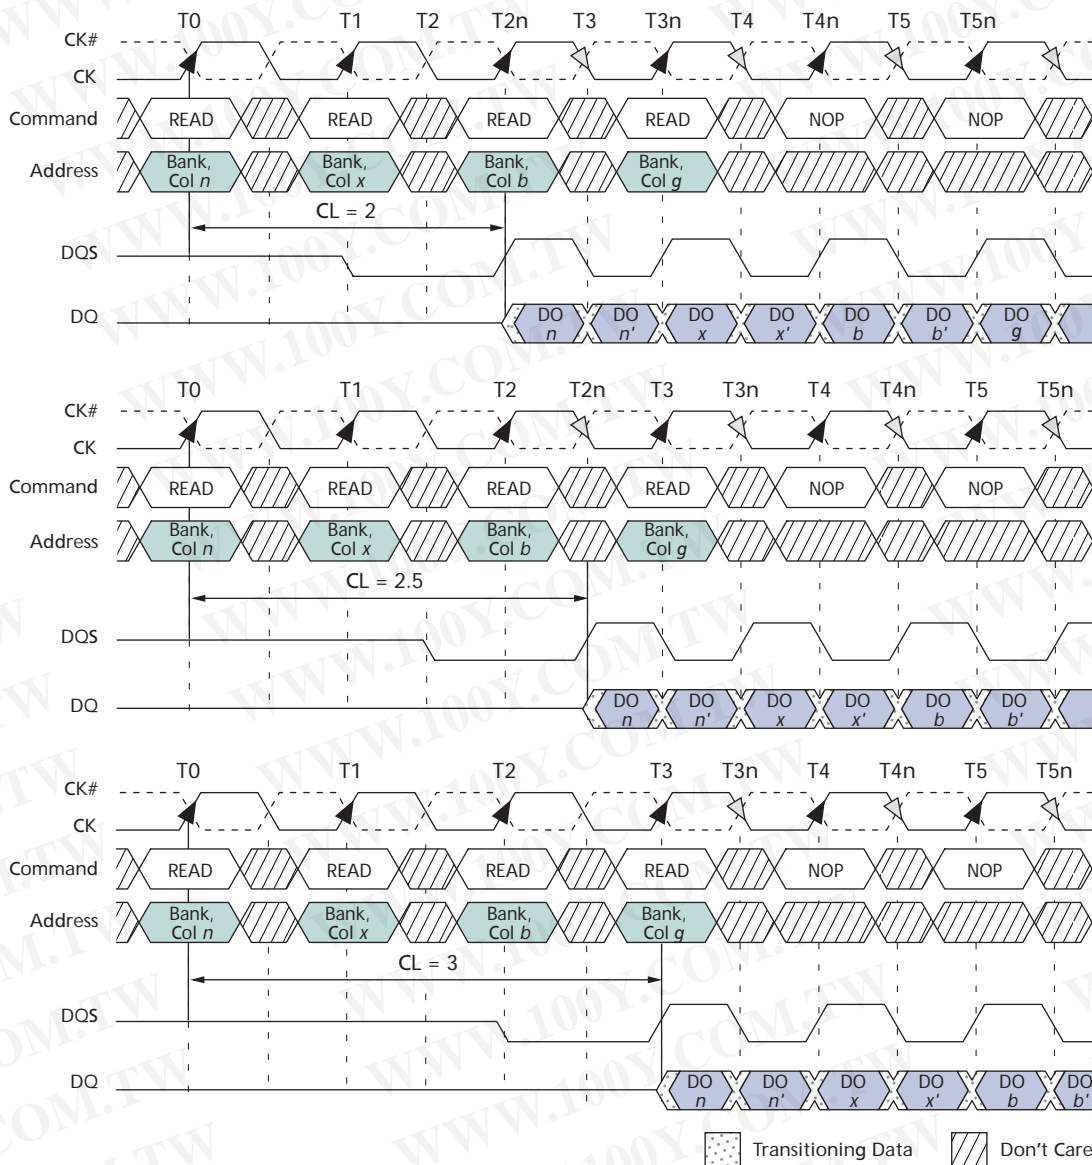 T0 T1 T2 T2n T3 T3n T4 T4n T5 T5n
CK#
CK
Command READ READ READ READ NOP NOP
Address Bank, Col n Bank, Col x Bank, Col b Bank, Col g
CL = 2
DQS
DQ DO n DO n' DO x DO x' DO b DO b' DO g
T0 T1 T2 T2n T3 T3n T4 T4n T5 T5n
CK#
CK
Command READ READ READ READ NOP NOP
Address Bank, Col n Bank, Col x Bank, Col b Bank, Col g
CL = 2.5
DQS
DQ DO n DO n' DO x DO x' DO b DO b'
T0 T1 T2 T3 T3n T4 T4n T5 T5n
CK#
CK
Command READ READ READ READ NOP NOP
Address Bank, Col n Bank, Col x Bank, Col b Bank, Col g
CL = 3
DQS
DQ DO n DO n' DO x DO x' DO b DO b'
Transitioning Data Don't Care
WWW.100Y.COM.TW